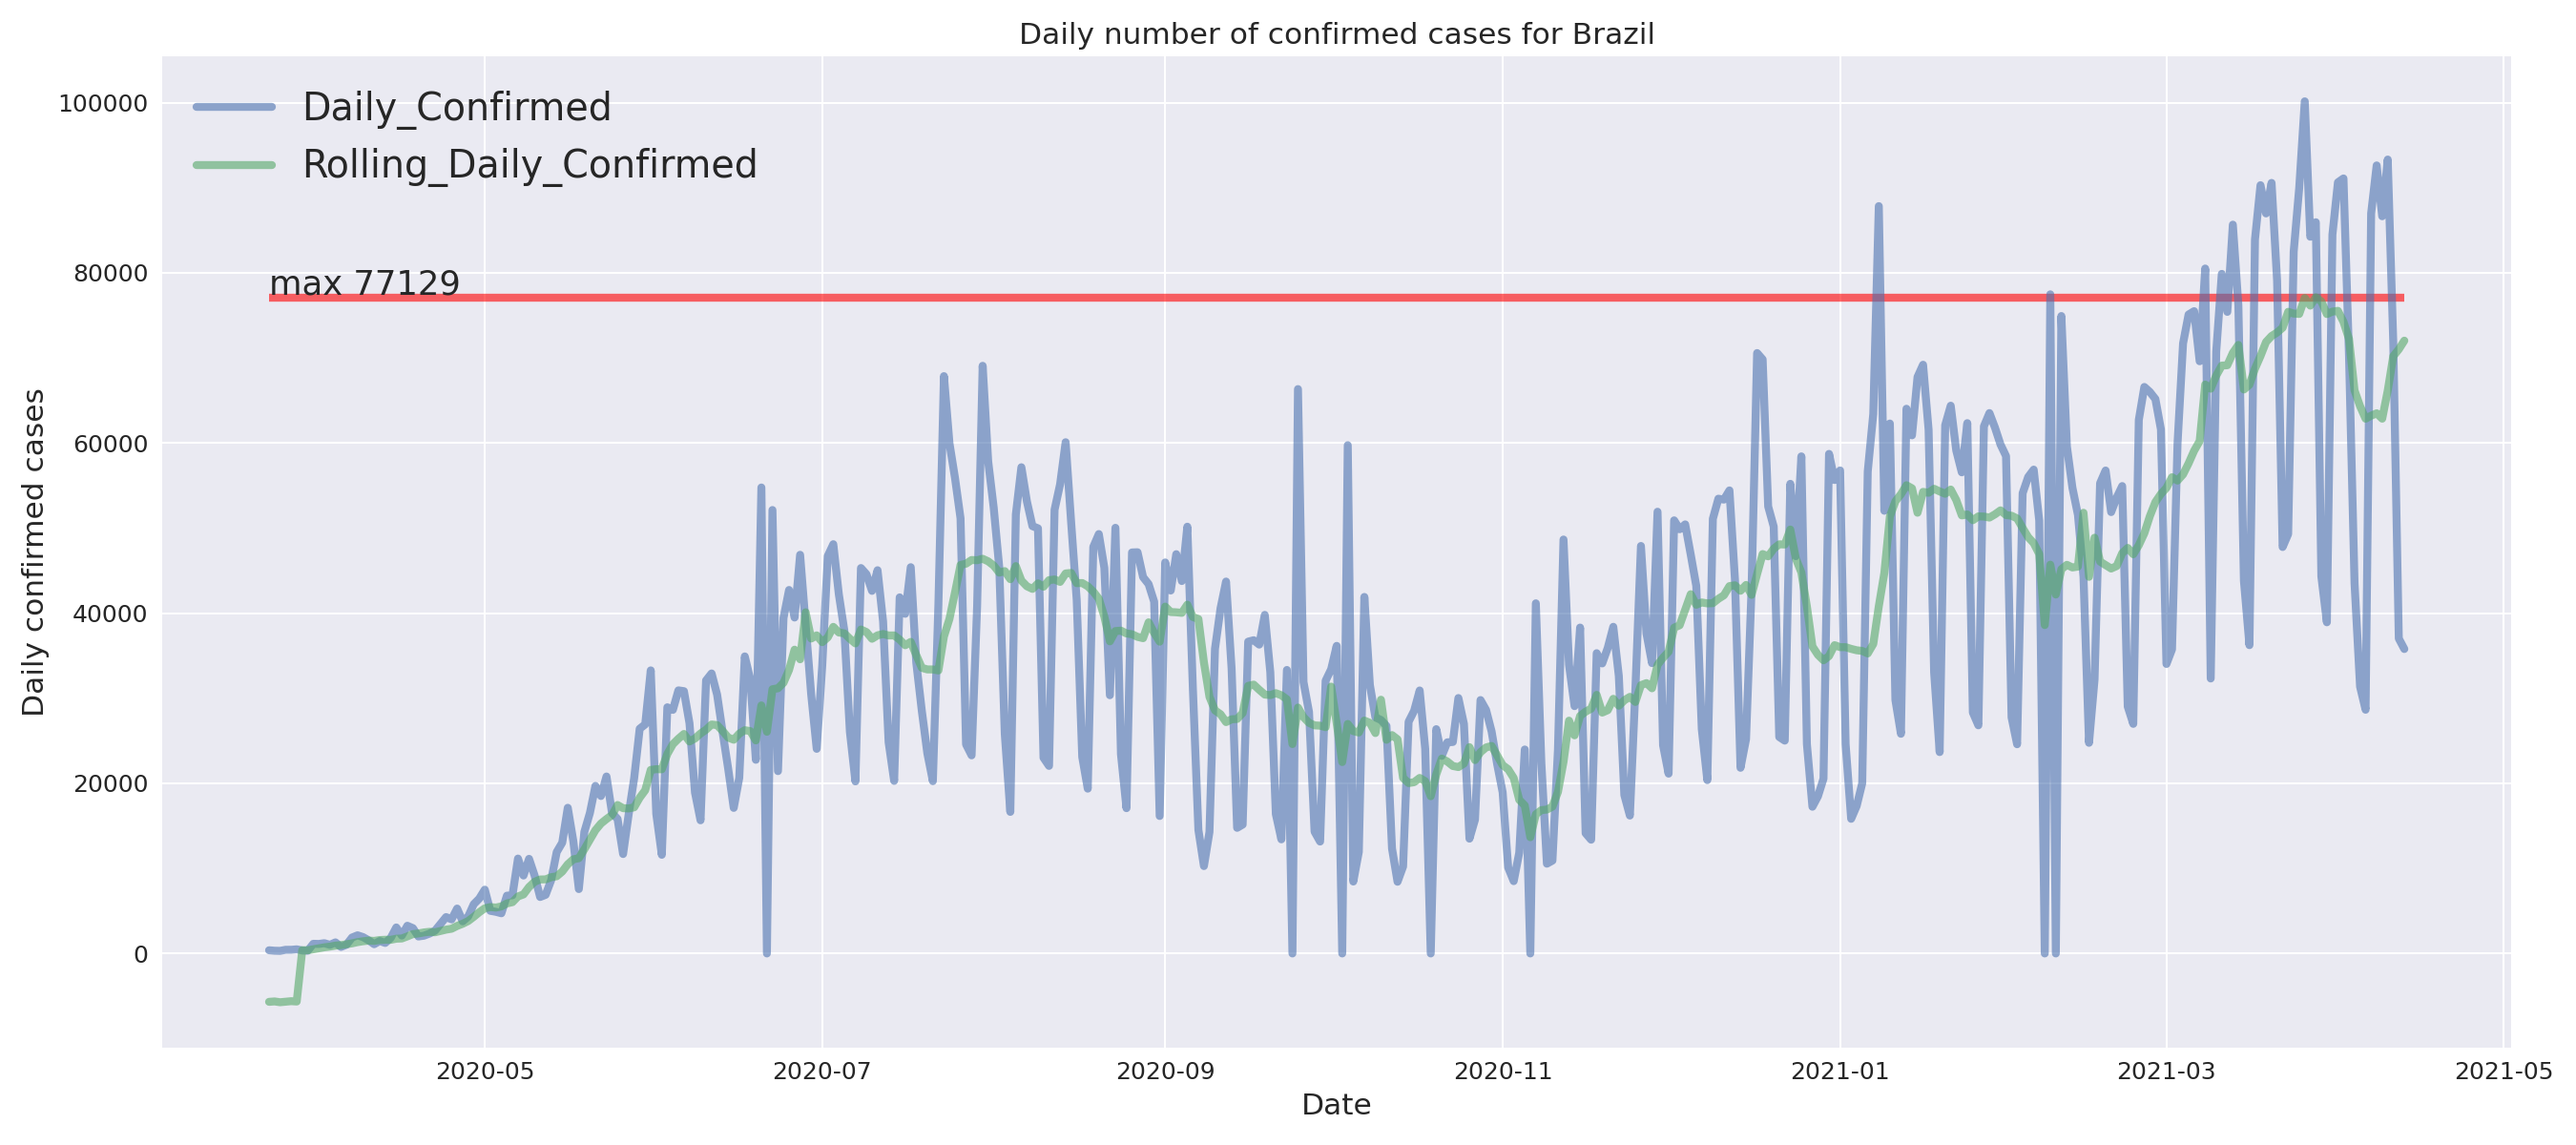 Daily number of confirmed cases for Brazil
Daily_Confirmed
Rolling_Daily_Confirmed
max 77129
Daily confirmed cases
100000
80000
60000
40000
20000
0
2020-05 2020-07 2020-09 2020-11 2021-01 2021-03 2021-05
Date